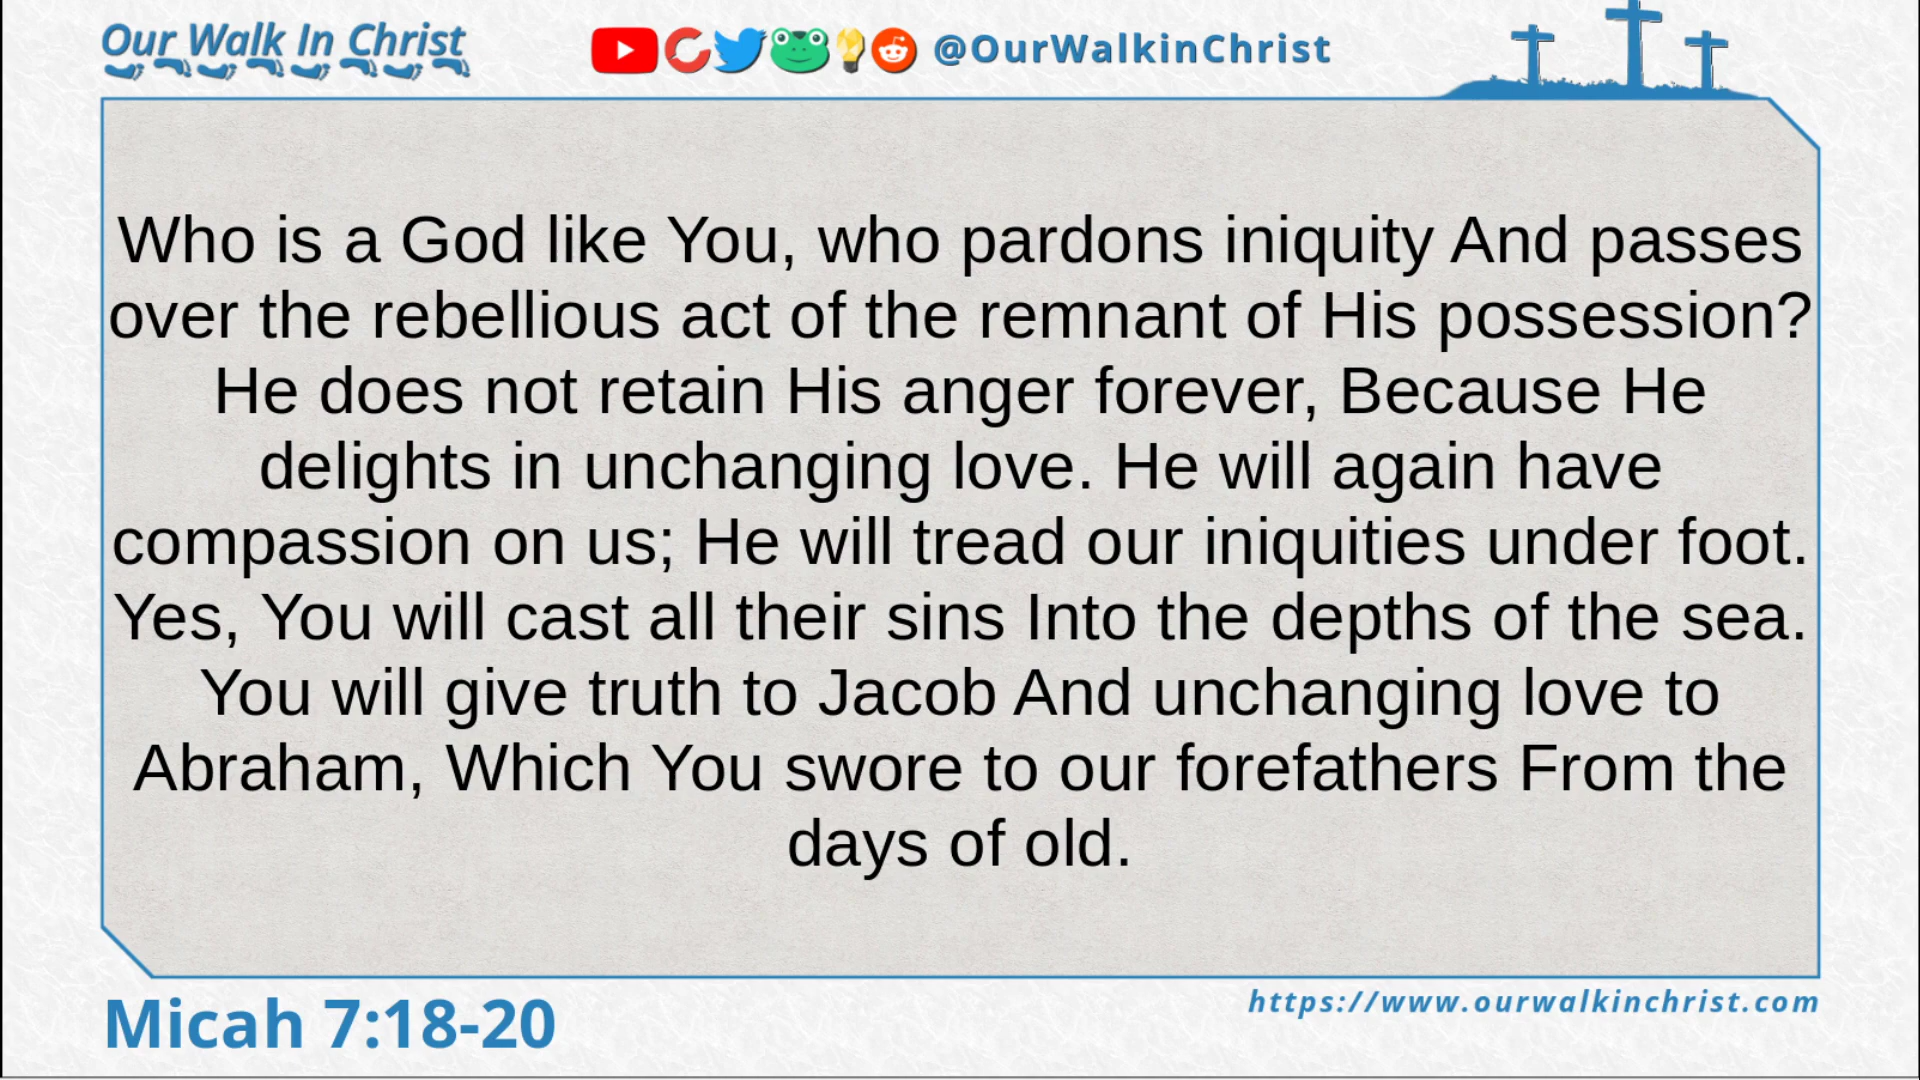 Our Walk In Christ
@OurWalkinChrist
Who is a God like You, who pardons iniquity And passes
over the rebellious act of the remnant of His possession?
He does not retain His anger forever, Because He
delights in unchanging love. He will again have
compassion on us; He will tread our iniquities under foot.
Yes, You will cast all their sins Into the depths of the sea.
You will give truth to Jacob And unchanging love to
Abraham, Which You swore to our forefathers From the
days of old.
Micah 7:18-20
https://www.ourwalkinchrist.com